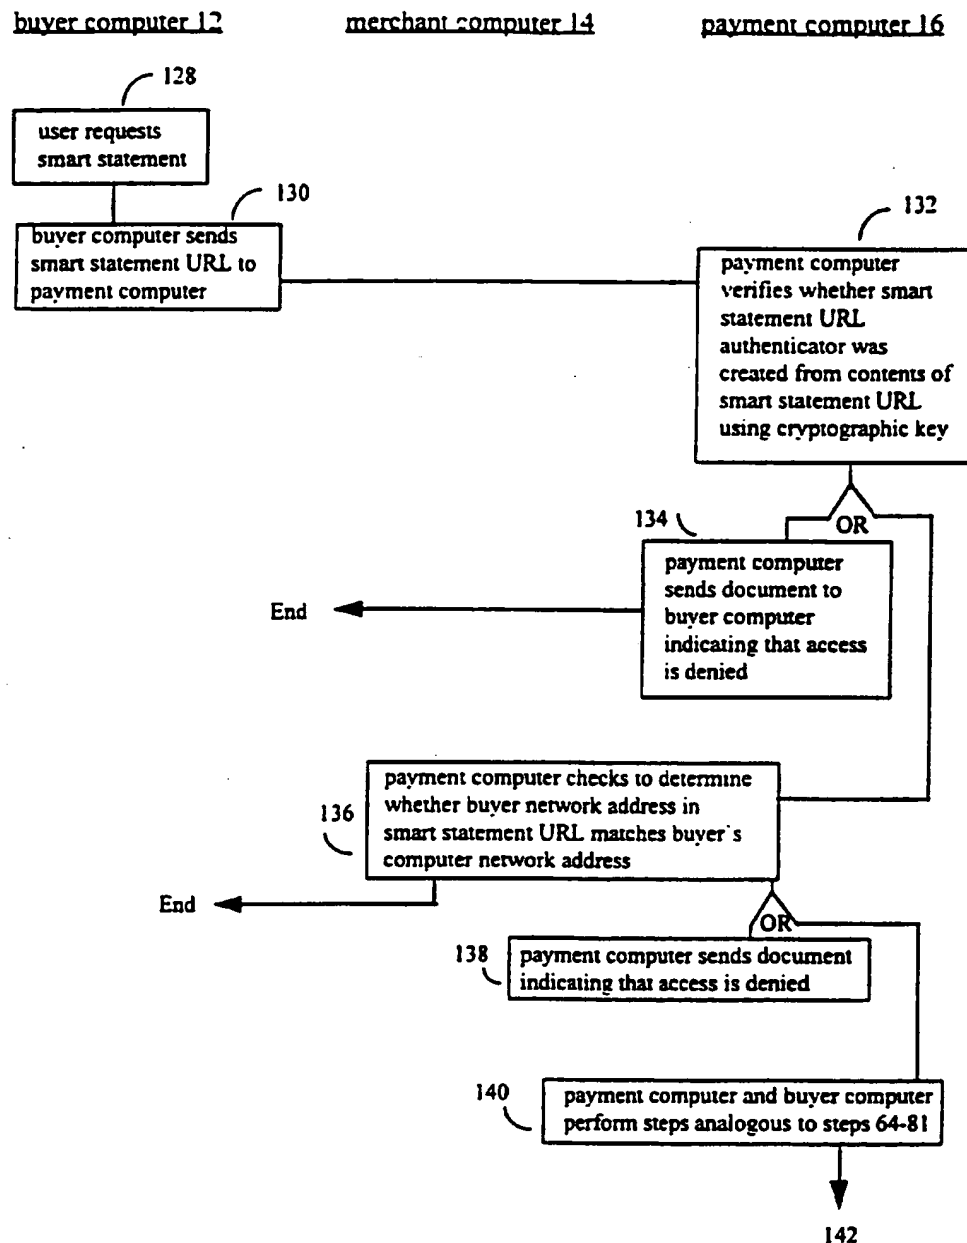 buyer computer 12
merchant computer 14
payment computer 16
128
user requests
smart statement
130
buyer computer sends
smart statement URL to
payment computer
132
payment computer
verifies whether smart
statement URL
authenticator was
created from contents of
smart statement URL
using cryptographic key
OR
134
payment computer
sends document to
buyer computer
indicating that access
is denied
End
136
payment computer checks to determine
whether buyer network address in
smart statement URL matches buyer's
computer network address
End
OR
138
payment computer sends document
indicating that access is denied
140
payment computer and buyer computer
perform steps analogous to steps 64-81
142